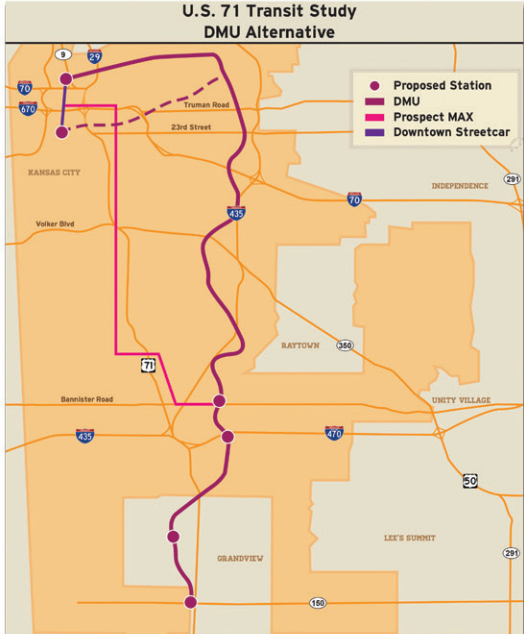 U.S. 71 Transit Study
DMU Alternative
9
29
70
670
Truman Road
23rd Street
KANSAS CITY
Proposed Station
DMU
Prospect MAX
Downtown Streetcar
291
INDEPENDENCE
70
435
Volker Blvd
RAYTOWN
350
71
Bannister Road
UNITY VILLAGE
435
470
50
LEE'S SUMMIT
GRANDVIEW
291
150